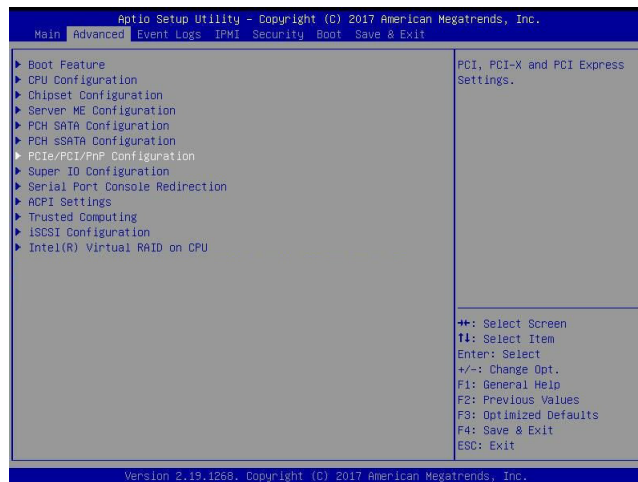 Aptio Setup Utility – Copyright (C) 2017 American Megatrends, Inc.
Main Advanced Event Logs IPMI Security Boot Save & Exit
Boot Feature
CPU Configuration
Chipset Configuration
Server ME Configuration
PCH SATA Configuration
PCH sSATA Configuration
PCIe/PCI/PnP Configuration
Super IO Configuration
Serial Port Console Redirection
ACPI Settings
Trusted Computing
iSCSI Configuration
Intel(R) Virtual RAID on CPU
PCI, PCI-X and PCI Express
Settings.
→←: Select Screen
↑↓: Select Item
Enter: Select
+/-: Change Opt.
F1: General Help
F2: Previous Values
F3: Optimized Defaults
F4: Save & Exit
ESC: Exit
Version 2.19.1268. Copyright (C) 2017 American Megatrends, Inc.